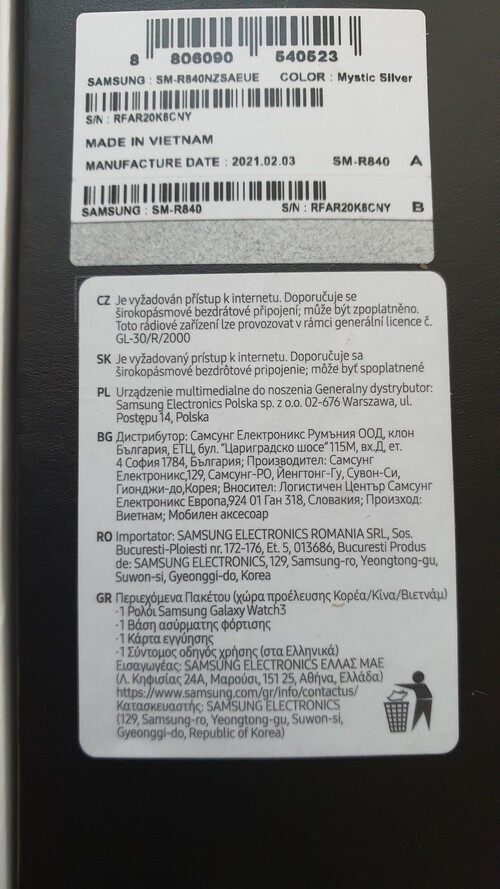 8 806090 540523
SAMSUNG : SM-R840NZSAEUE COLOR : Mystic Silver
S/N : RFAR20K8CNY
MADE IN VIETNAM
MANUFACTURE DATE : 2021.02.03 SM-R840 A
SAMSUNG : SM-R840 S/N : RFAR20K8CNY B
CZ Je vyžadován přístup k internetu. Doporučuje se
širokopásmové bezdrátové připojení; může být zpoplatněno.
Toto rádiové zařízení lze provozovat v rámci generální licence č.
GL-30/R/2000
SK Je vyžadovaný prístup k internetu. Doporučuje sa
širokopásmové bezdrôtové pripojenie; môže byť spoplatnené
PL Urządzenie multimedialne do noszenia Generalny dystrybutor:
Samsung Electronics Polska sp. z o.o. 02-676 Warszawa, ul.
Postępu 14, Polska
BG Дистрибутор: Самсунг Електроникс Румъния ООД, клон
България, ЕТЦ, бул. "Цариградско шосе" 115М, вх.Д, ет.
4 София 1784, България; Производител: Самсунг
Електроникс,129, Самсунг-РО, Йенгтонг-Гу, Сувон-Си,
Гионджи-до,Корея; Вносител: Логистичен Център Самсунг
Електроникс Европа,924 01 Ган 318, Словакия; Произход:
Виетнам; Мобилен аксесоар
RO Importator: SAMSUNG ELECTRONICS ROMANIA SRL, Sos.
Bucuresti-Ploiesti nr. 172-176, Et. 5, 013686, Bucuresti Produs
de: SAMSUNG ELECTRONICS, 129, Samsung-ro, Yeongtong-gu,
Suwon-si, Gyeonggi-do, Korea
GR Περιεχόμενα Πακέτου (χώρα προέλευσης Κορέα/Κίνα/Βιετνάμ)
-1 Ρολόι Samsung Galaxy Watch3
-1 Βάση ασύρματης φόρτισης
-1 Κάρτα εγγύησης
-1 Σύντομος οδηγός χρήσης (στα Ελληνικά)
Εισαγωγέας: SAMSUNG ELECTRONICS ΕΛΛΑΣ ΜΑΕ
(Λ. Κηφισίας 24Α, Μαρούσι, 151 25, Αθήνα, Ελλάδα)
https://www.samsung.com/gr/info/contactus/
Κατασκευαστής: SAMSUNG ELECTRONICS
(129, Samsung-ro, Yeongtong-gu, Suwon-si,
Gyeonggi-do, Republic of Korea)